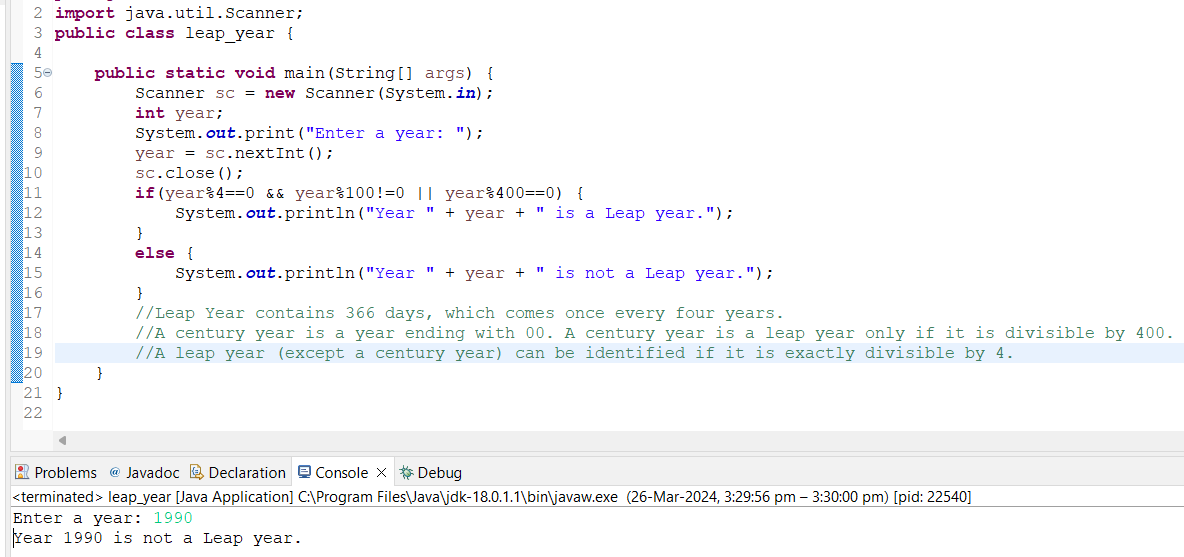 2 import java.util.Scanner;
3 public class leap_year {
4
5 public static void main(String[] args) {
6 Scanner sc = new Scanner(System.in);
7 int year;
8 System.out.print("Enter a year: ");
9 year = sc.nextInt();
10 sc.close();
11 if(year%4==0 && year%100!=0 || year%400==0) {
12 System.out.println("Year " + year + " is a Leap year.");
13 }
14 else {
15 System.out.println("Year " + year + " is not a Leap year.");
16 }
17 //Leap Year contains 366 days, which comes once every four years.
18 //A century year is a year ending with 00. A century year is a leap year only if it is divisible by 400.
19 //A leap year (except a century year) can be identified if it is exactly divisible by 4.
20 }
21 }
22
Problems @ Javadoc Declaration Console Debug
<terminated> leap_year [Java Application] C:\Program Files\Java\jdk-18.0.1.1\bin\javaw.exe (26-Mar-2024, 3:29:56 pm – 3:30:00 pm) [pid: 22540]
Enter a year: 1990
Year 1990 is not a Leap year.